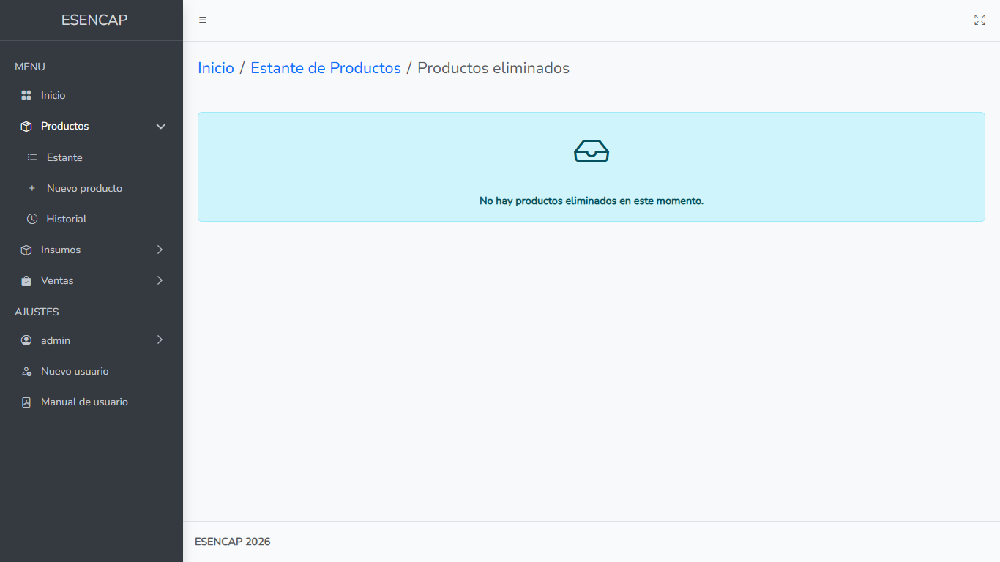 ESENCAP
MENU
Inicio
Productos
Estante
Nuevo producto
Historial
Insumos
Ventas
AJUSTES
admin
Nuevo usuario
Manual de usuario
Inicio / Estante de Productos / Productos eliminados
No hay productos eliminados en este momento.
ESENCAP 2026